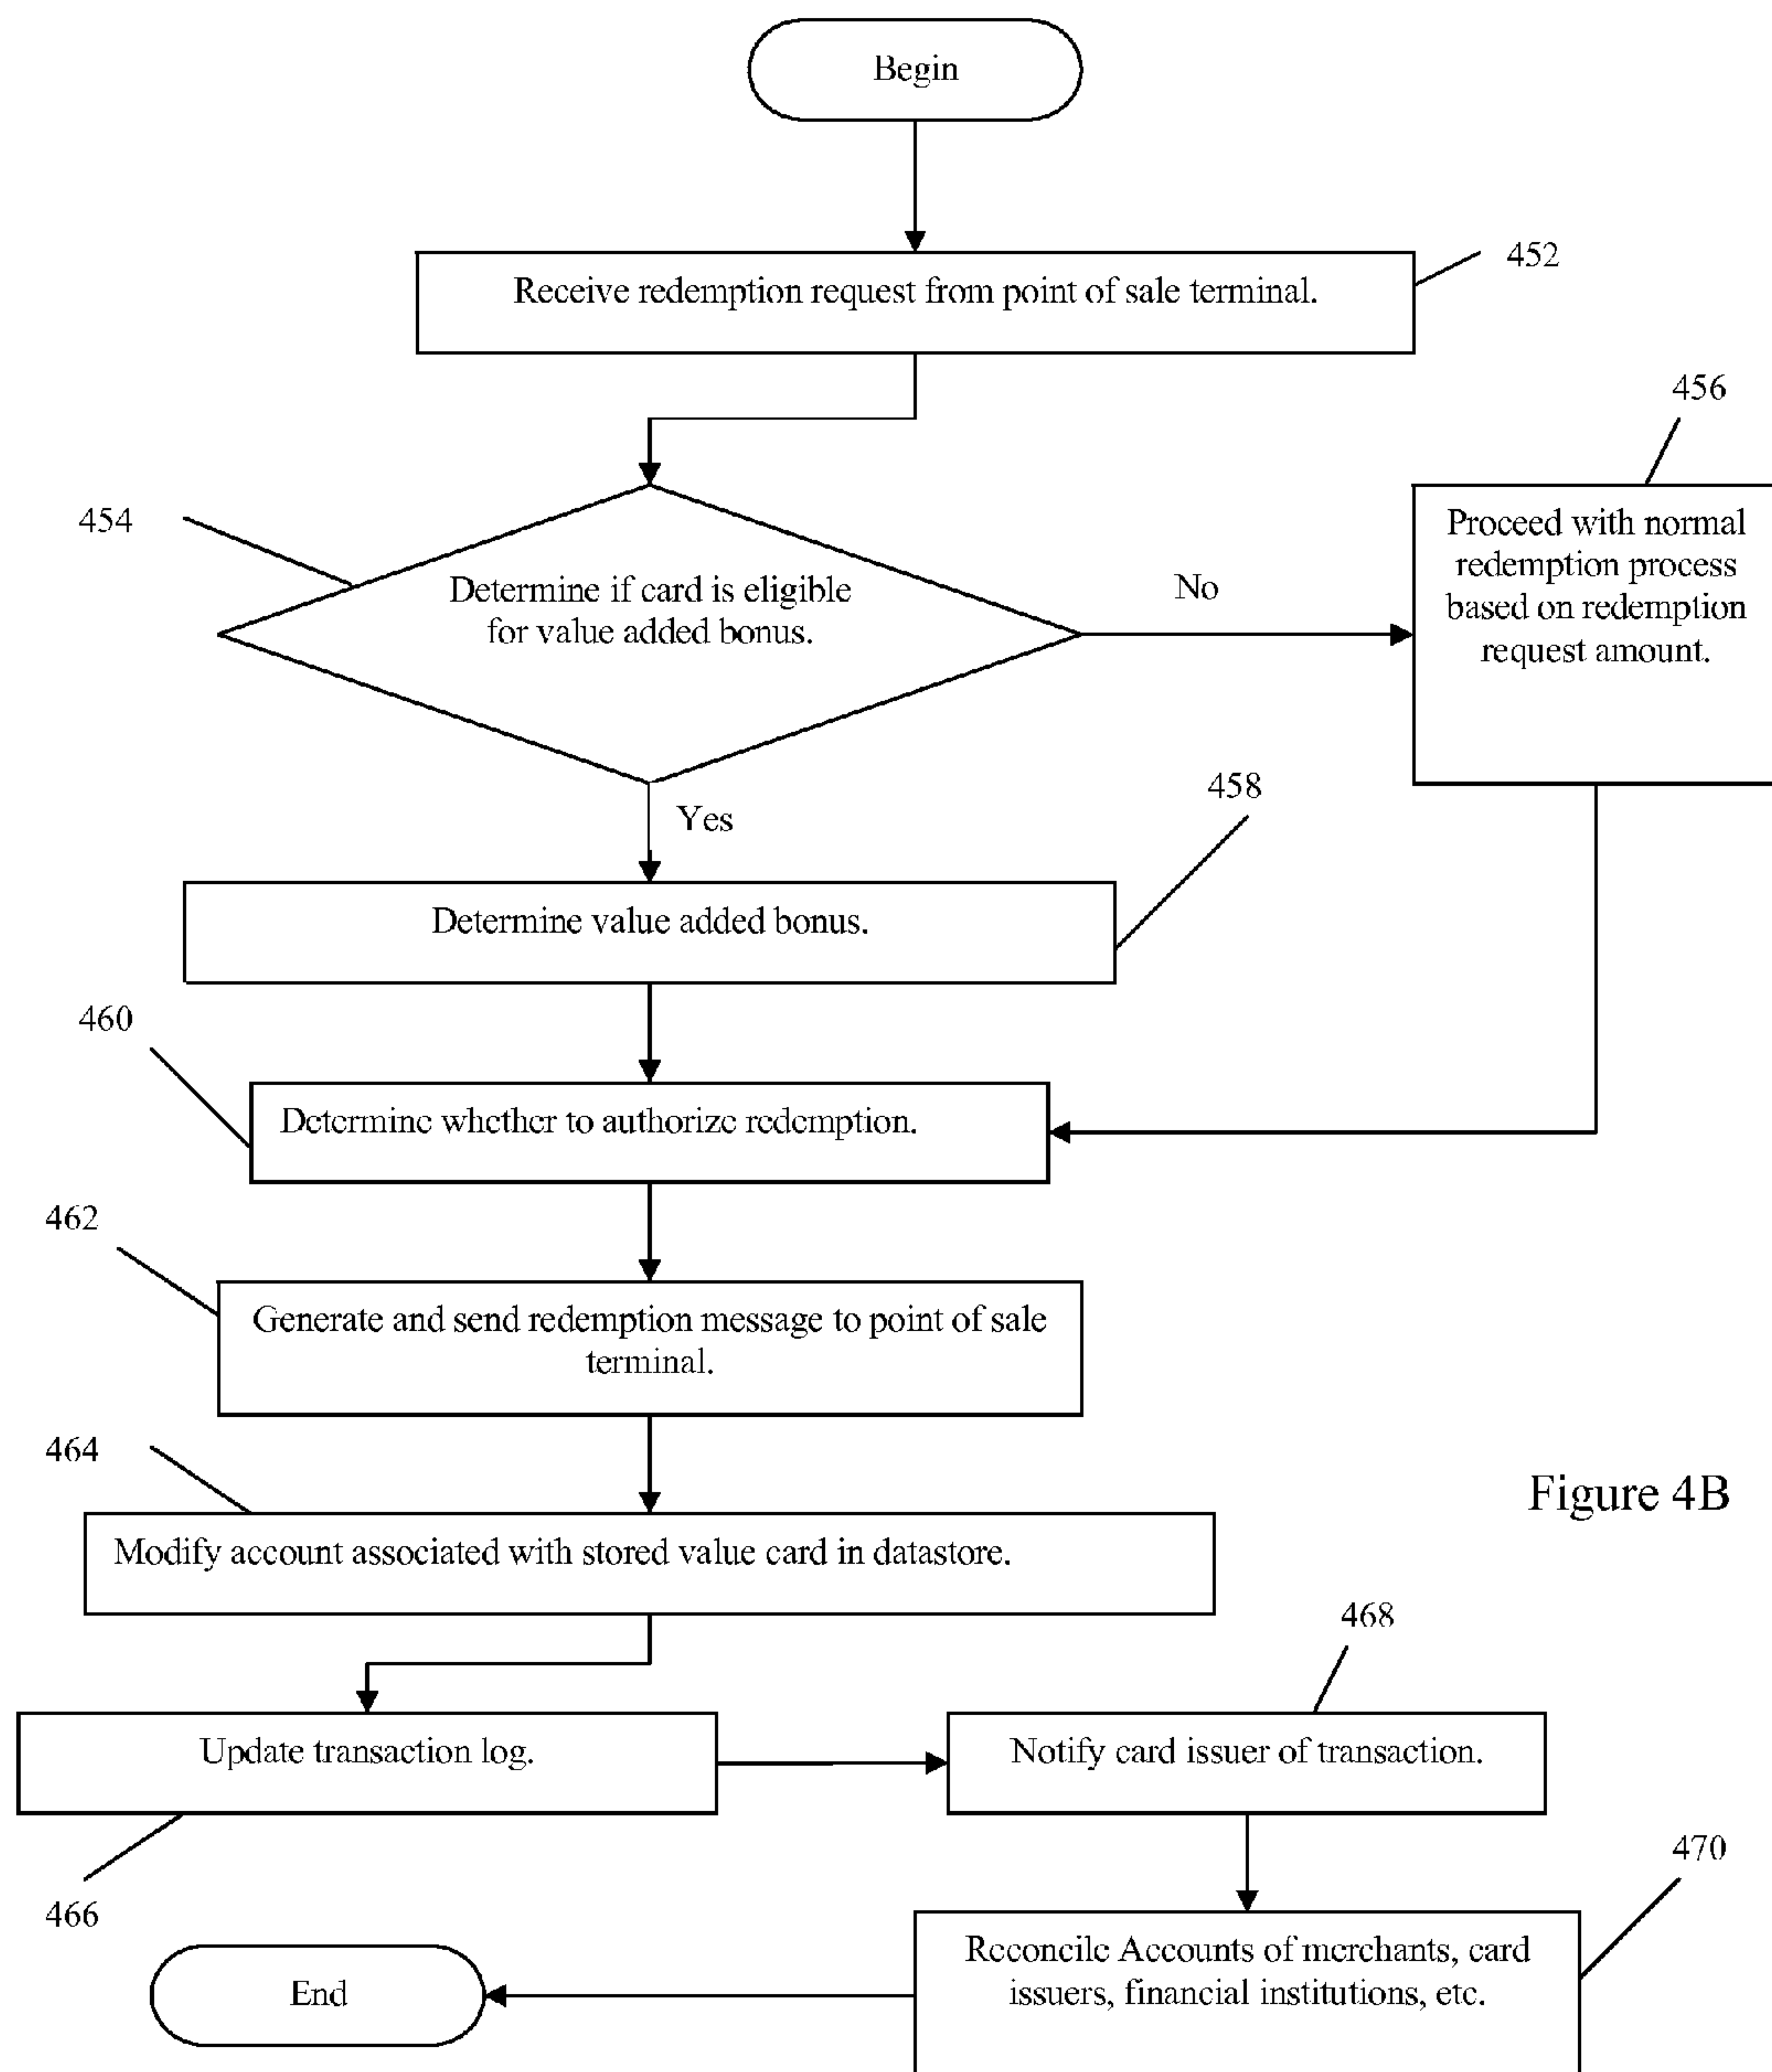 Begin
Receive redemption request from point of sale terminal.
452
456
454
Determine if card is eligible
for value added bonus.
No
Proceed with normal
redemption process
based on redemption
request amount.
Yes
458
Determine value added bonus.
460
Determine whether to authorize redemption.
462
Generate and send redemption message to point of sale
terminal.
464
Modify account associated with stored value card in datastore.
Figure 4B
468
Update transaction log.
Notify card issuer of transaction.
466
470
Reconcile Accounts of merchants, card
issuers, financial institutions, etc.
End